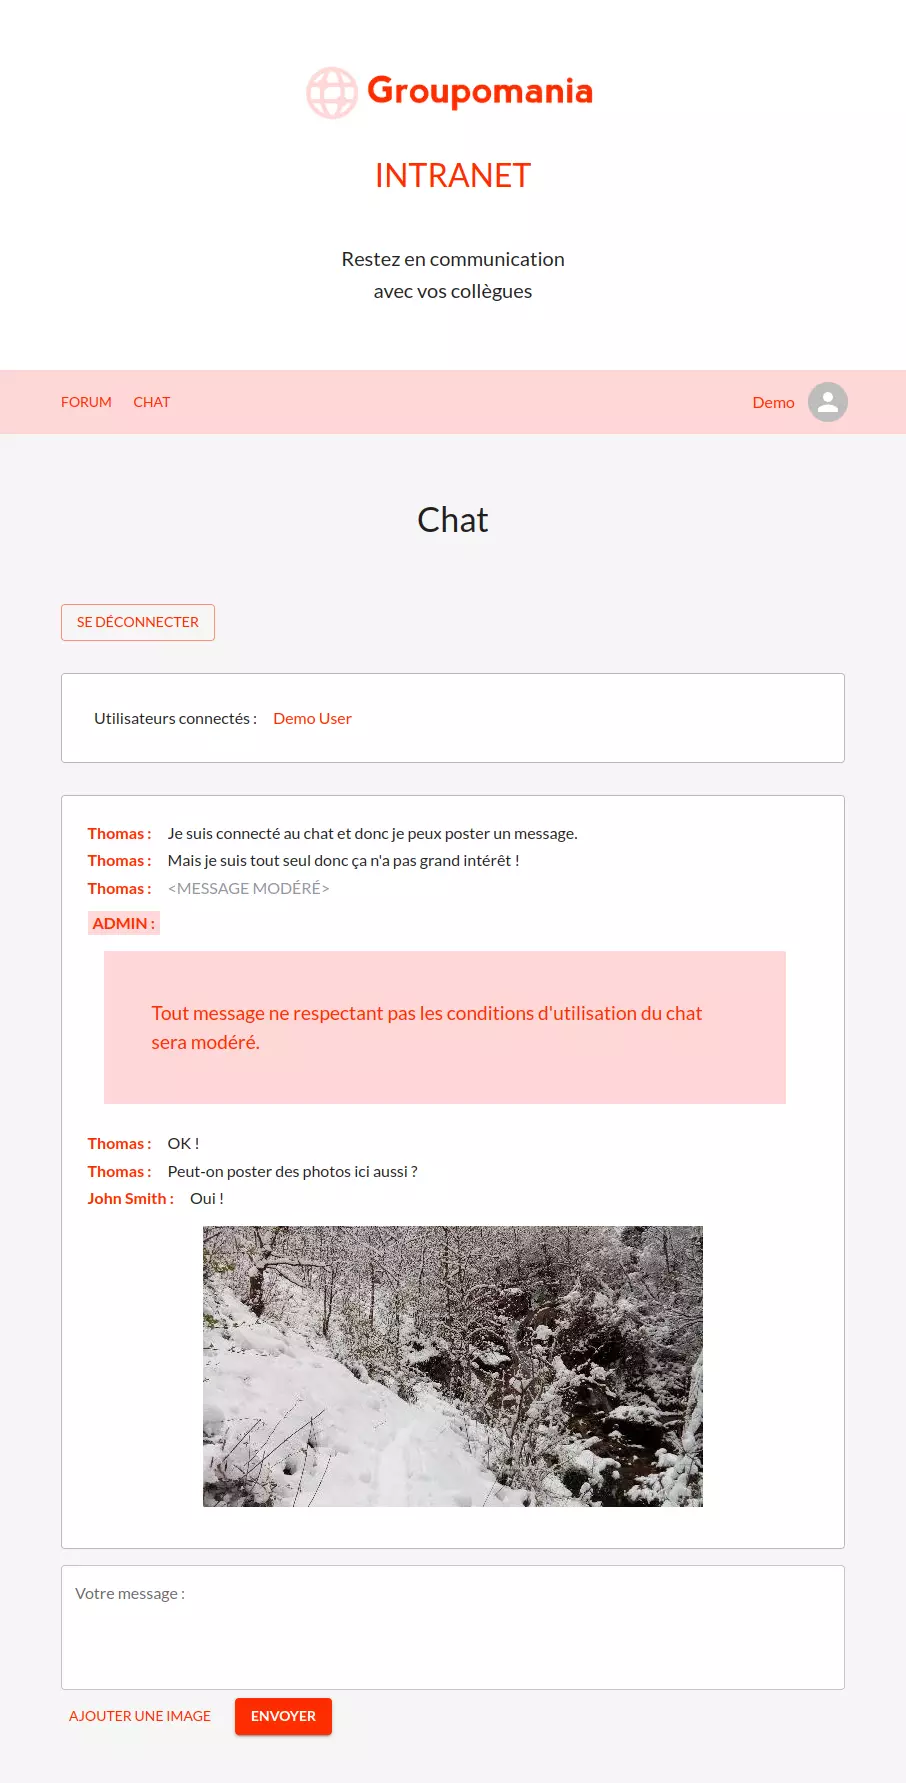 Groupomania
INTRANET
Restez en communication
avec vos collègues
FORUM CHAT Demo
Chat
SE DÉCONNECTER
Utilisateurs connectés : Demo User
Thomas : Je suis connecté au chat et donc je peux poster un message.
Thomas : Mais je suis tout seul donc ça n'a pas grand intérêt !
Thomas : <MESSAGE MODÉRÉ>
ADMIN :
Tout message ne respectant pas les conditions d'utilisation du chat
sera modéré.
Thomas : OK !
Thomas : Peut-on poster des photos ici aussi ?
John Smith : Oui !
Votre message :
AJOUTER UNE IMAGE ENVOYER